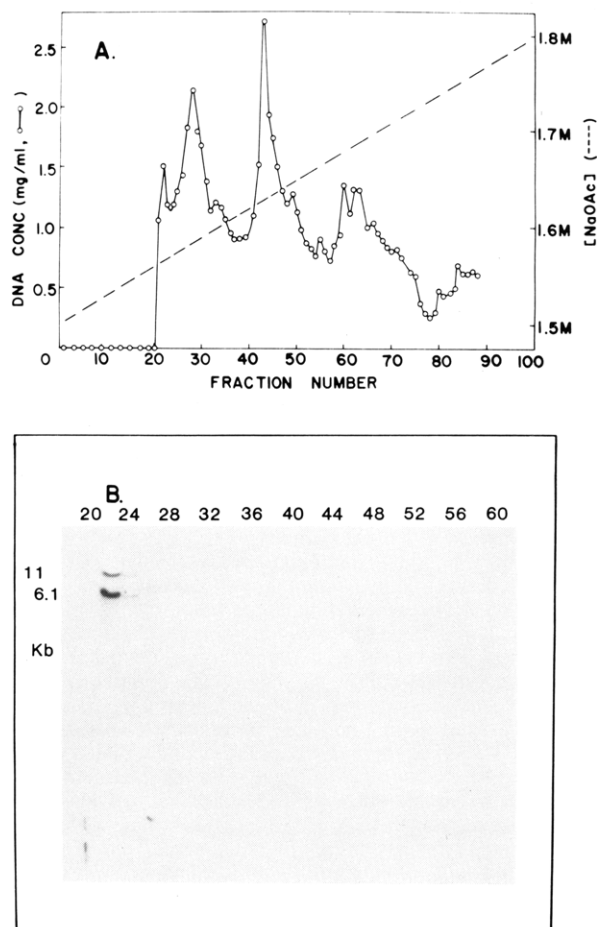 A.
DNA CONC (mg/ml, o—o)
2.5
2.0
1.5
1.0
0.5
0
10
20
30
40
50
60
70
80
90
100
FRACTION NUMBER
1.8M
1.7M
1.6M
1.5M
[NaOAc] (----)
B.
20 24 28 32 36 40 44 48 52 56 60
11
6.1
Kb